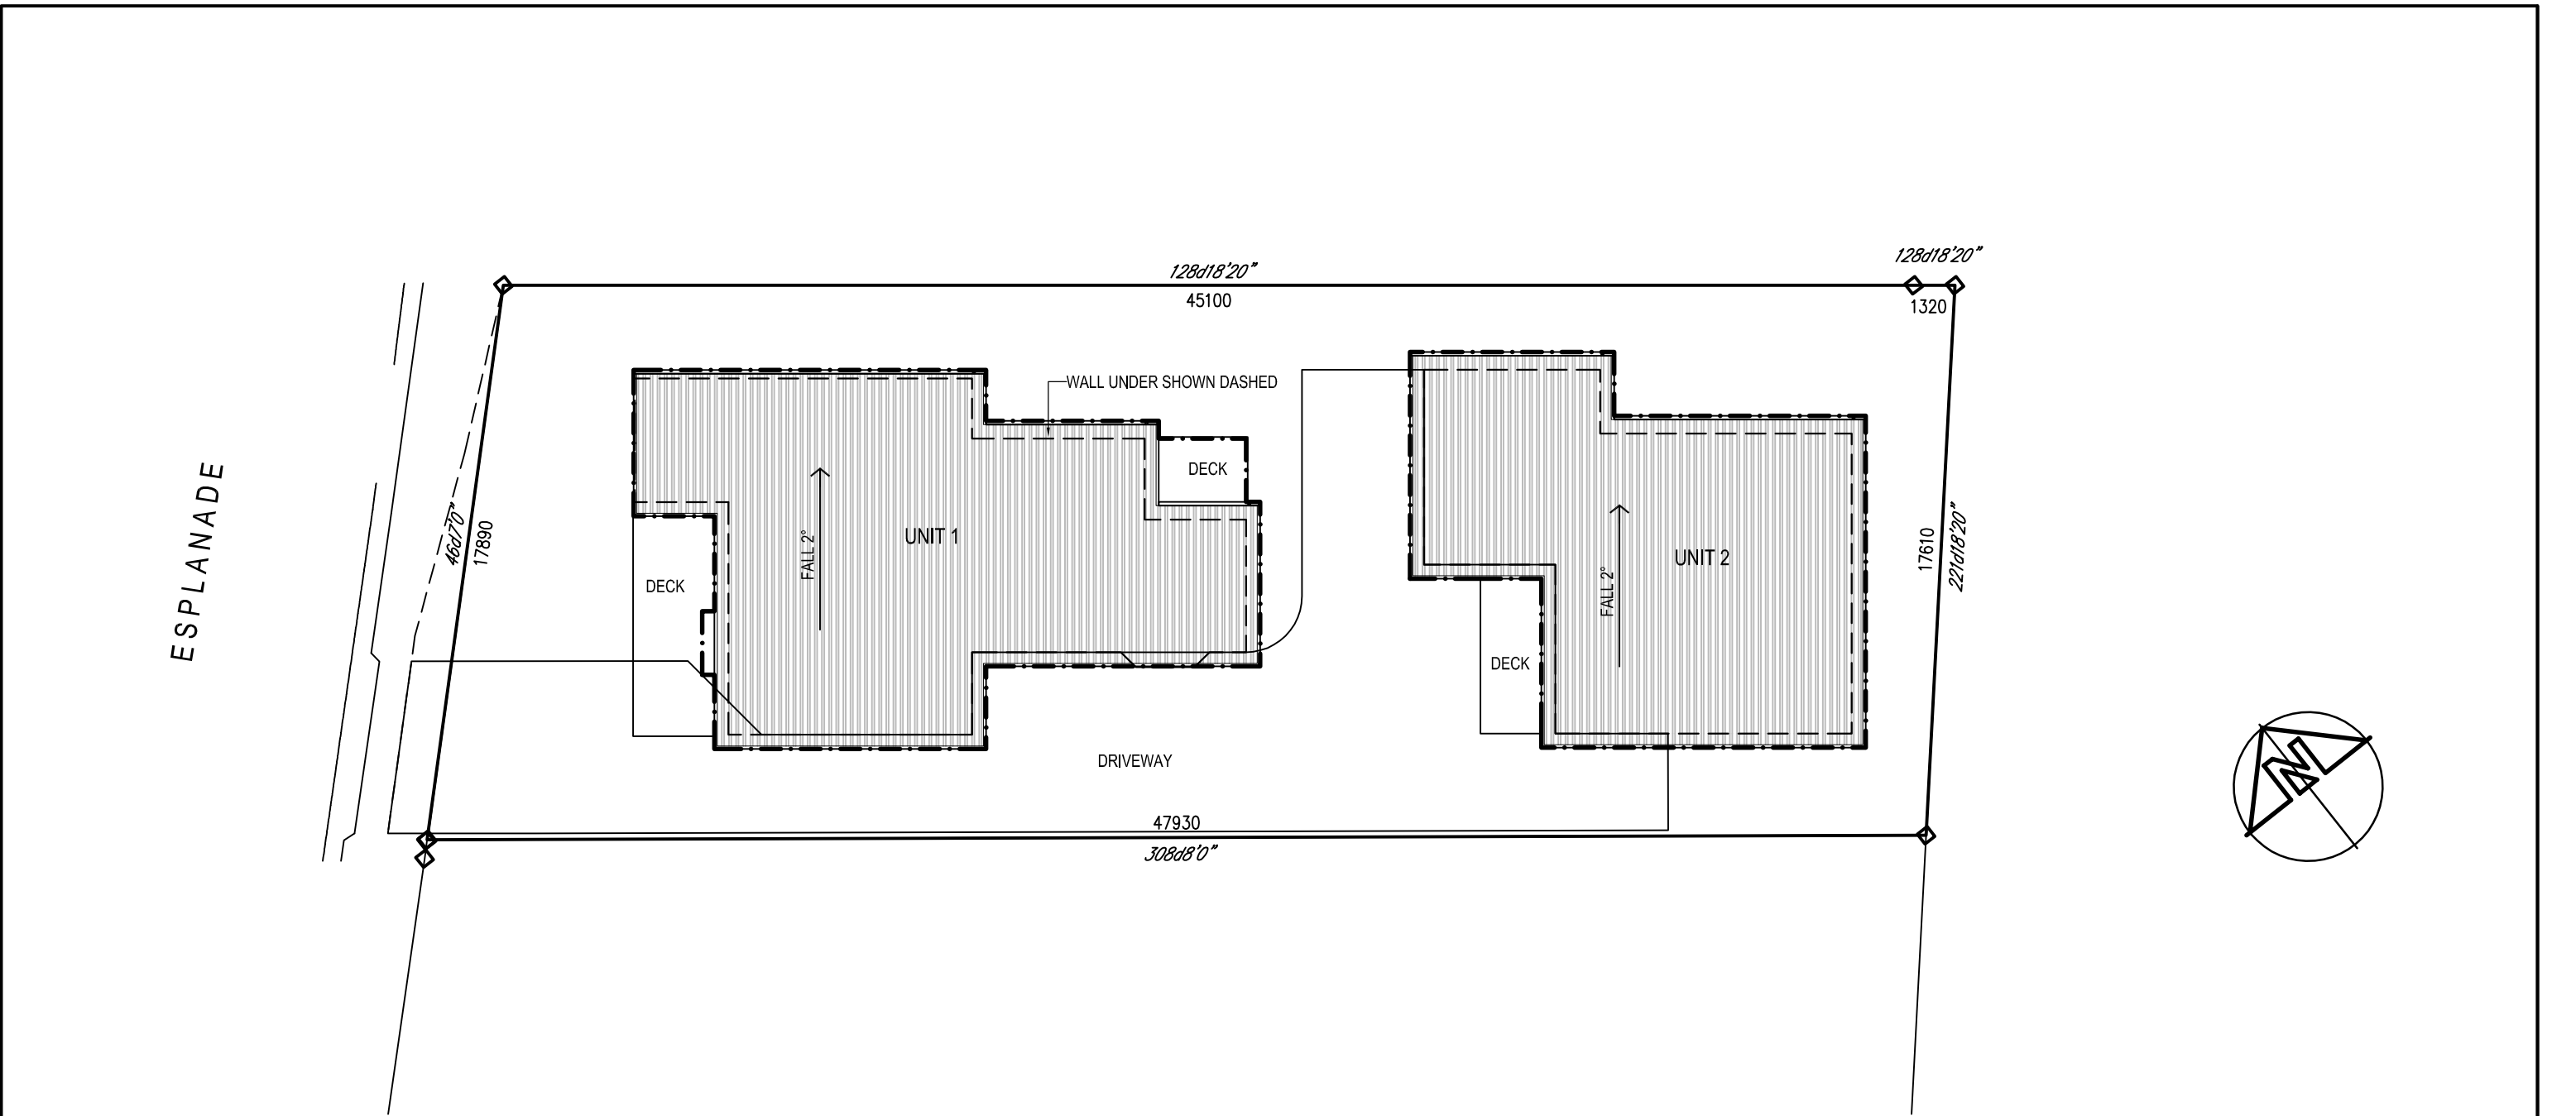 128d18'20"
128d18'20"
45100
1320
WALL UNDER SHOWN DASHED
DECK
ESPLANADE
46d7'0"
17890
FALL 2°
UNIT 1
DECK
FALL 2°
UNIT 2
17610
221d18'20"
DECK
DRIVEWAY
47930
308d8'0"
N